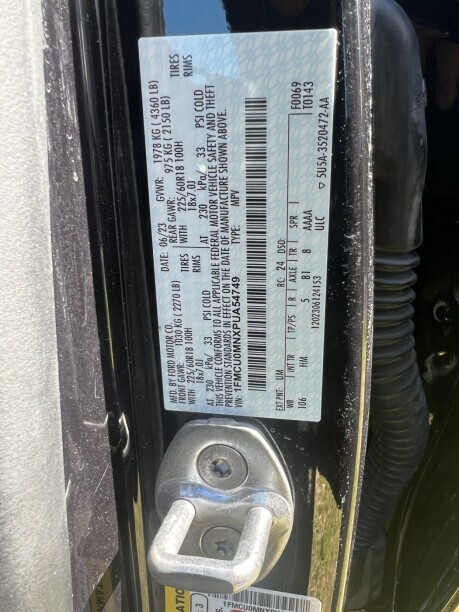 MFD. BY FORD MOTOR CO.
DATE: 06/23 GVWR: 1978 KG ( 4360 LB)
FRONT GAWR: 1030 KG ( 2270 LB) REAR GAWR: 975 KG ( 2150 LB)
WITH 225/60R18 100H TIRES WITH 225/60R18 100H TIRES
18x7.0J RIMS 18x7.0J RIMS
AT 230 kPa/ 33 PSI COLD AT 230 kPa/ 33 PSI COLD
THIS VEHICLE CONFORMS TO ALL APPLICABLE FEDERAL MOTOR VEHICLE SAFETY AND THEFT
PREVENTION STANDARDS IN EFFECT ON THE DATE OF MANUFACTURE SHOWN ABOVE.
VIN: 1FMCU0MNXPUA54749 TYPE: MPV
F0069
T0143
EXT PNT: UM RC: 24 DSO:
WB INT TR TP/PS R AXLE TR SPR
106 HM 5 B1 8 AAAA
ULC
1202306124153
5U5A-3520472-AA